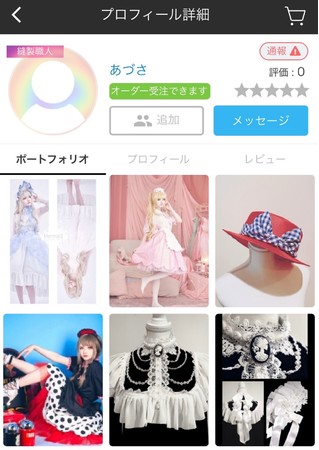 プロフィール詳細
縫製職人
通報
あづさ
評価 : 0
オーダー受注できます
追加
メッセージ
ポートフォリオ
プロフィール
レビュー